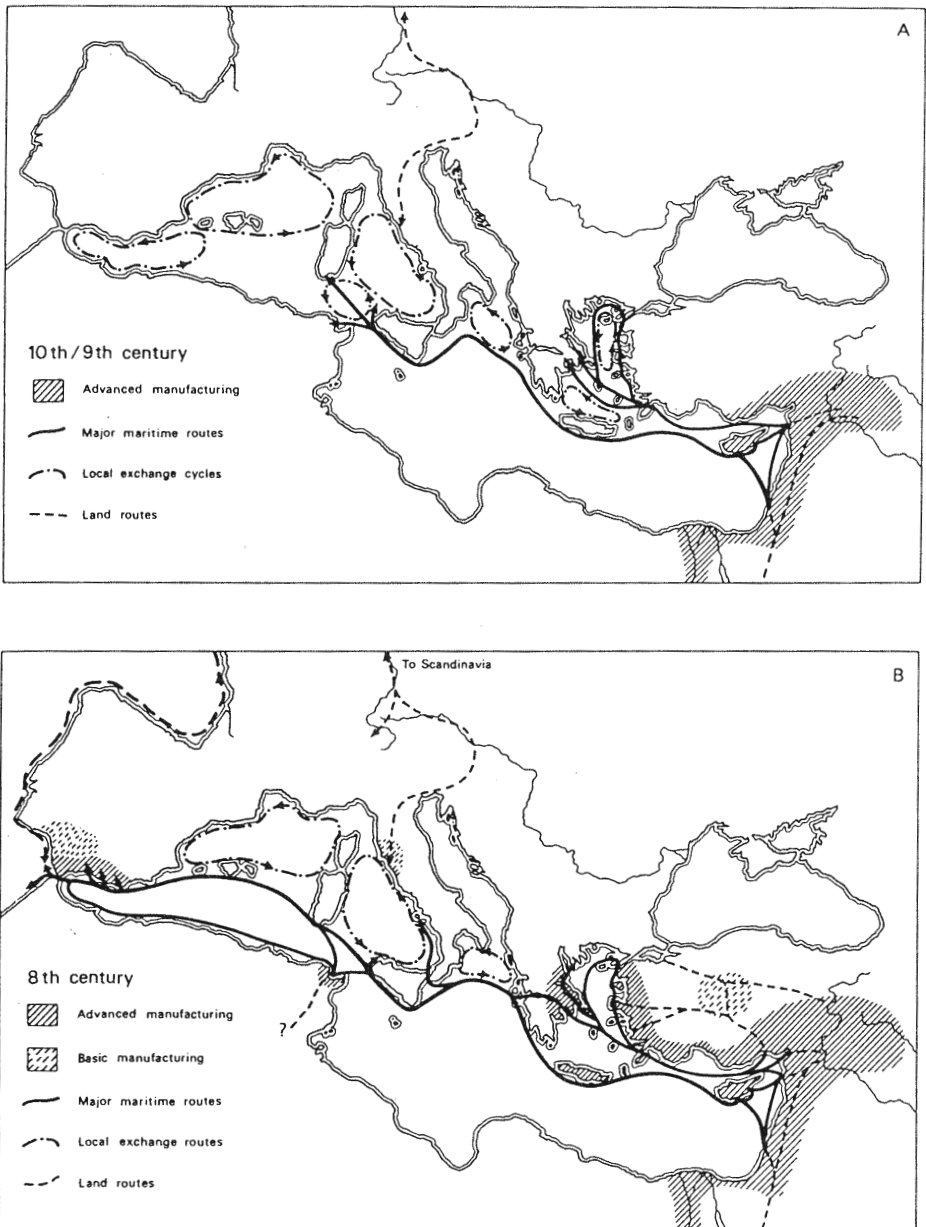 A
10th/9th century
Advanced manufacturing
Major maritime routes
Local exchange cycles
Land routes
To Scandinavia
B
8th century
Advanced manufacturing
?
Basic manufacturing
Major maritime routes
Local exchange routes
Land routes